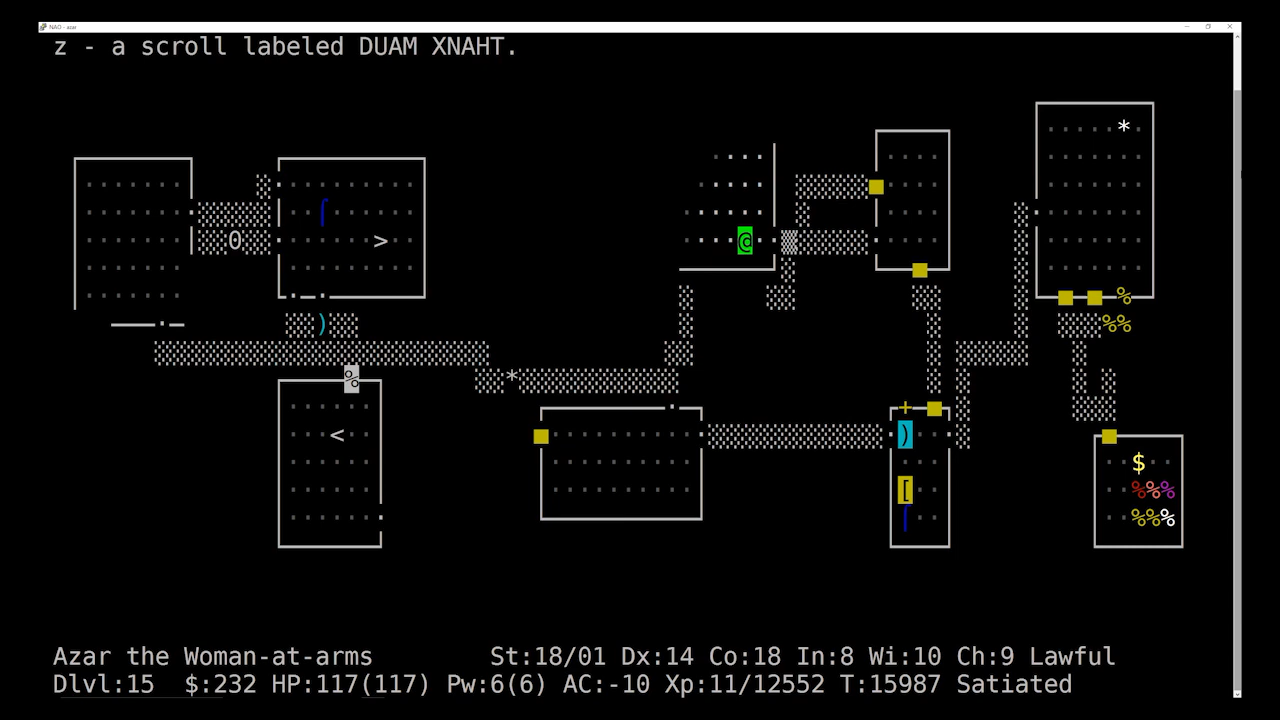 NAO - azar
z - a scroll labeled DUAM XNAHT.
Azar the Woman-at-arms St:18/01 Dx:14 Co:18 In:8 Wi:10 Ch:9 Lawful
Dlvl:15 $:232 HP:117(117) Pw:6(6) AC:-10 Xp:11/12552 T:15987 Satiated